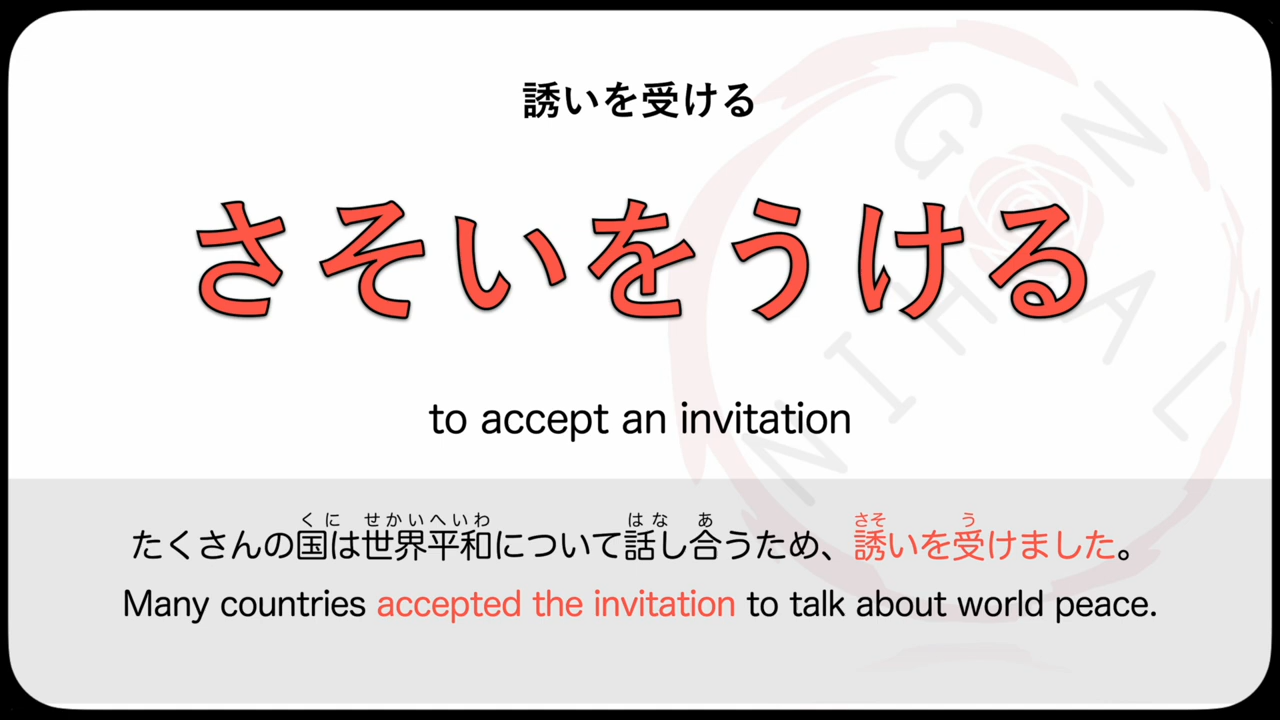 誘いを受ける
さそいをうける
to accept an invitation
くに せかいへいわ はな あ さそ う
たくさんの国は世界平和について話し合うため、誘いを受けました。
Many countries accepted the invitation to talk about world peace.
NIHON
GAL